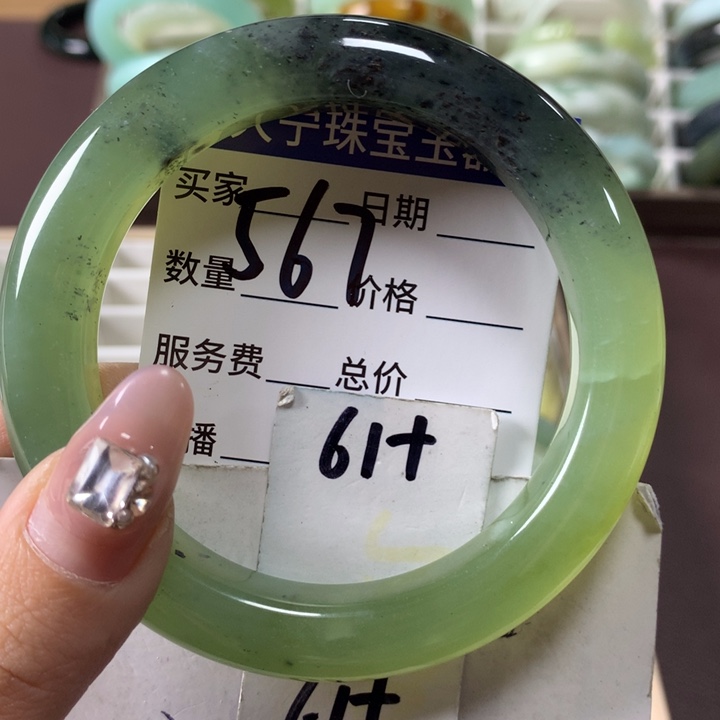 宁珠宝玉
买家 日期
567
数量 价格
服务费 总价
播
61+
61+